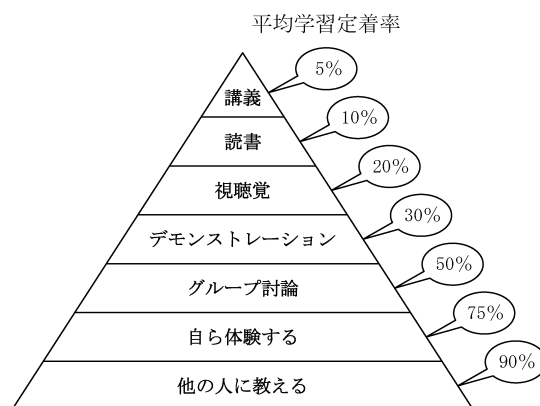 平均学習定着率
5%
講義
10%
読書
20%
視聴覚
30%
デモンストレーション
50%
グループ討論
75%
自ら体験する
90%
他の人に教える